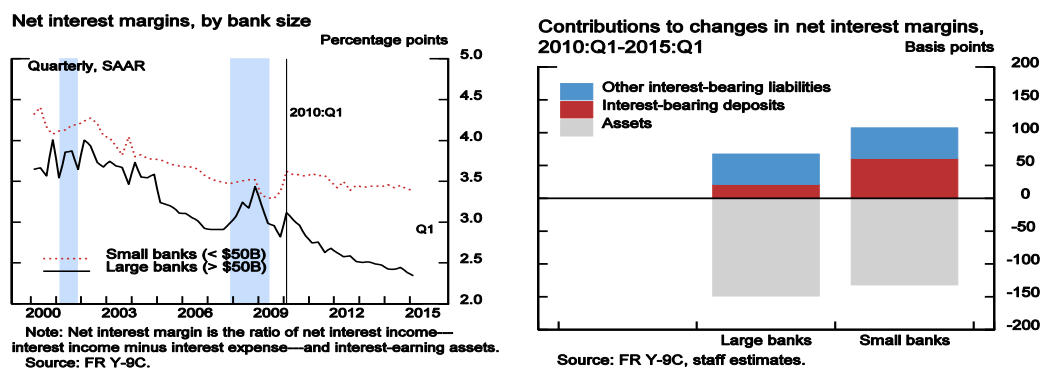 Net interest margins, by bank size
Percentage points
Quarterly, SAAR
5.0
4.5
4.0
3.5
3.0
2.5
2.0
2010:Q1
Q1
Small banks (< $50B)
Large banks (> $50B)
2000 2003 2006 2009 2012 2015
Note: Net interest margin is the ratio of net interest income—
interest income minus interest expense—and interest-earning assets.
Source: FR Y-9C.
Contributions to changes in net interest margins,
2010:Q1-2015:Q1
Basis points
Other interest-bearing liabilities
Interest-bearing deposits
Assets
200
150
100
50
0
-50
-100
-150
-200
Large banks Small banks
Source: FR Y-9C, staff estimates.